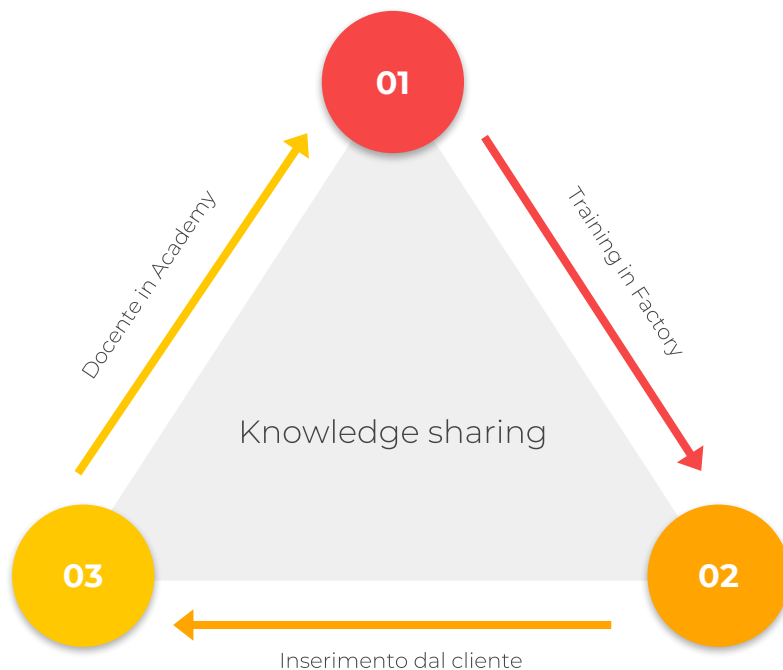 01
Docente in Academy
Training in Factory
Knowledge sharing
03
02
Inserimento dal cliente